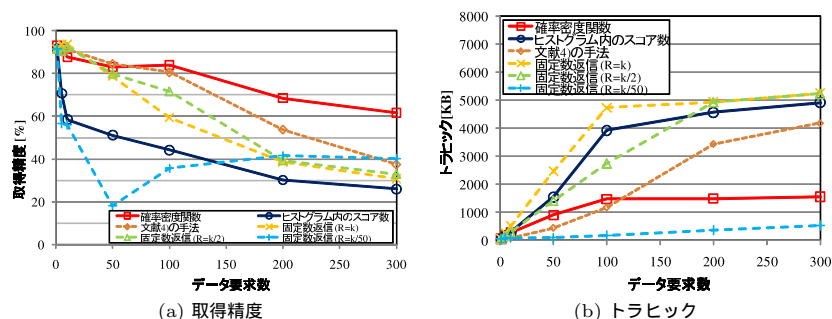 100
80
60
40
20
0
取得精度 [%]
0 50 100 150 200 250 300
データ要求数
確率密度関数
ヒストグラム内のスコア数
文献4)の手法
固定数返信(R=k)
固定数返信(R=k/2)
固定数返信(R=k/50)
(a) 取得精度
8000
7000
6000
5000
4000
3000
2000
1000
0
トラヒック[KB]
0 50 100 150 200 250 300
データ要求数
確率密度関数
ヒストグラム内のスコア数
文献4)の手法
固定数返信(R=k)
固定数返信(R=k/2)
固定数返信(R=k/50)
(b) トラヒック